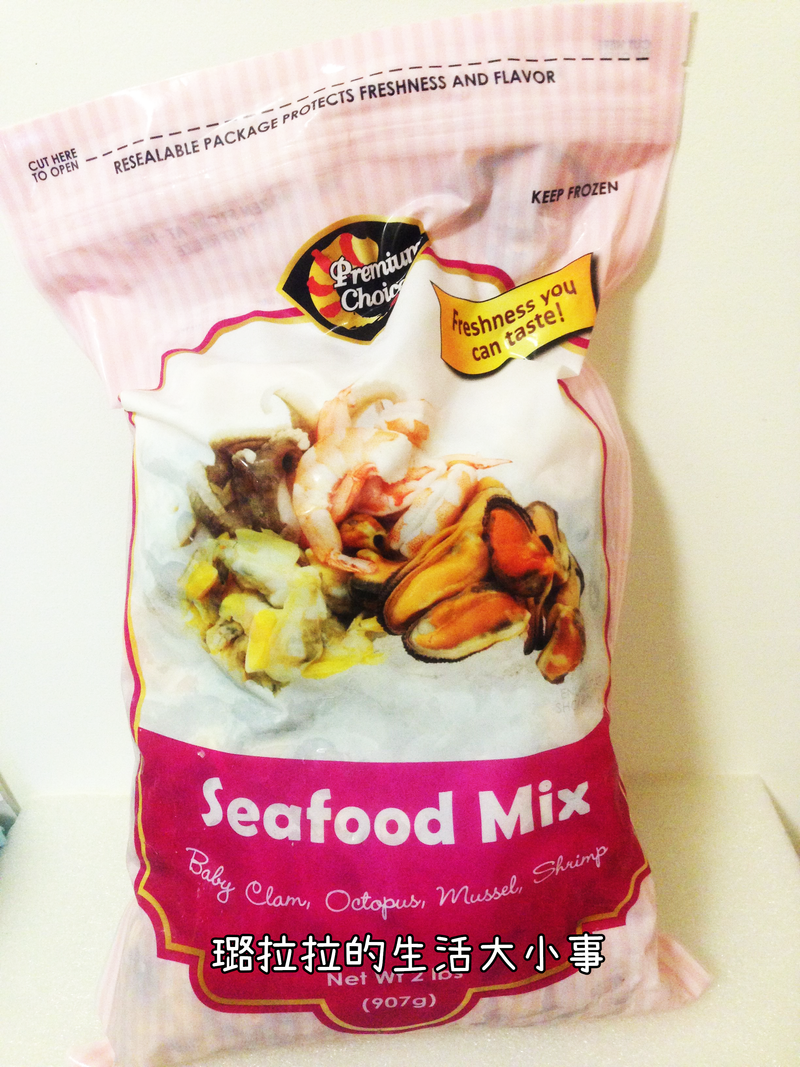 CUT HERE
TO OPEN
RESEALABLE PACKAGE PROTECTS FRESHNESS AND FLAVOR
KEEP FROZEN
Premium
Choice
Freshness you
can taste!
Seafood Mix
Baby Clam, Octopus, Mussel, Shrimp
璐拉拉的生活大小事
Net Wt 2 lbs
(907g)